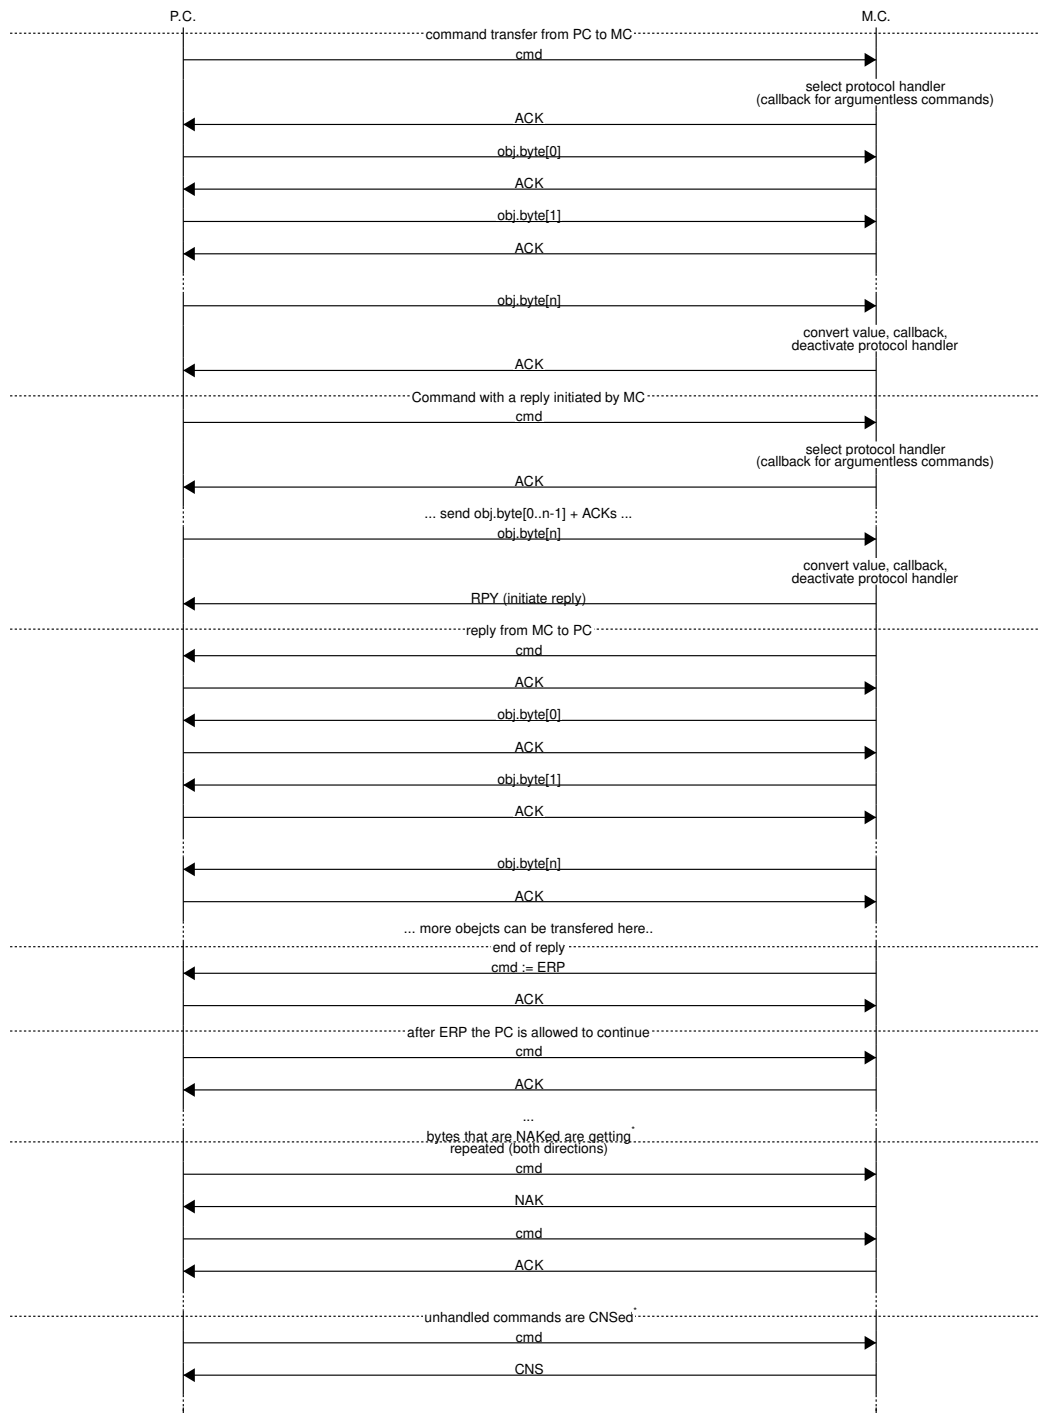 P.C. M.C.
command transfer from PC to MC
cmd
select protocol handler
(callback for argumentless commands)
ACK
obj.byte[0]
ACK
obj.byte[1]
ACK
obj.byte[n]
convert value, callback,
deactivate protocol handler
ACK
Command with a reply initiated by MC
cmd
select protocol handler
(callback for argumentless commands)
ACK
... send obj.byte[0..n-1] + ACKs ...
obj.byte[n]
convert value, callback,
deactivate protocol handler
RPY (initiate reply)
reply from MC to PC
cmd
ACK
obj.byte[0]
ACK
obj.byte[1]
ACK
obj.byte[n]
ACK
... more obejcts can be transfered here..
end of reply
cmd := ERP
ACK
after ERP the PC is allowed to continue
cmd
ACK
...
bytes that are NAKed are getting*
repeated (both directions)
cmd
NAK
cmd
ACK
unhandled commands are CNSed*
cmd
CNS